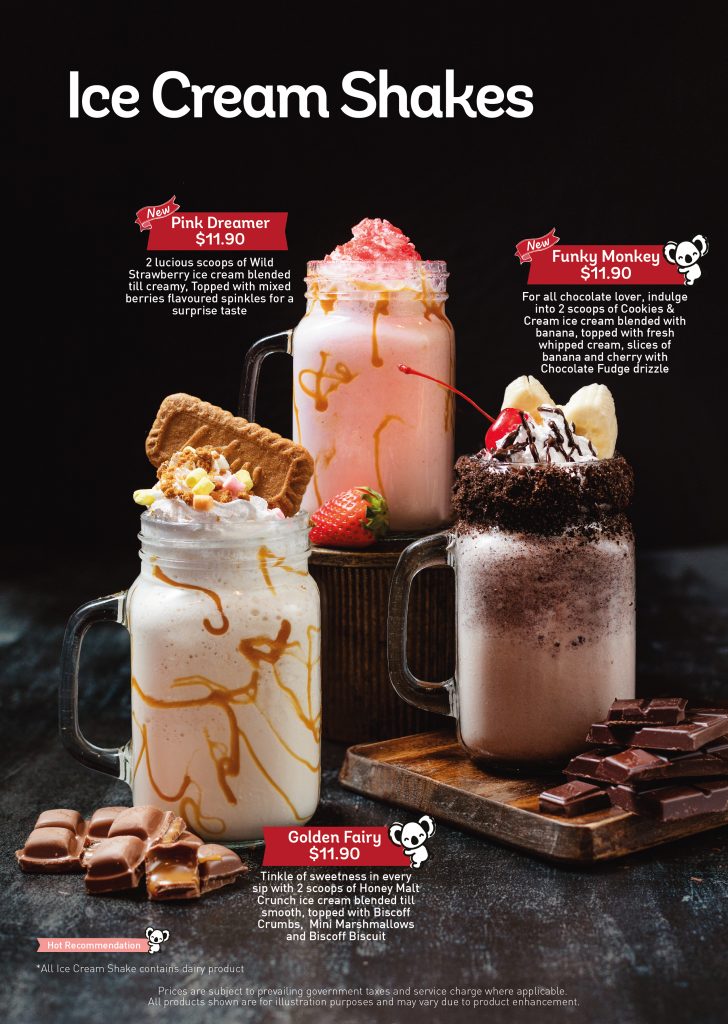 Ice Cream Shakes
New
Pink Dreamer
$11.90
2 lucious scoops of Wild
Strawberry ice cream blended
till creamy, Topped with mixed
berries flavoured spinkles for a
surprise taste
New
Funky Monkey
$11.90
For all chocolate lover, indulge
into 2 scoops of Cookies &
Cream ice cream blended with
banana, topped with fresh
whipped cream, slices of
banana and cherry with
Chocolate Fudge drizzle
Golden Fairy
$11.90
Tinkle of sweetness in every
sip with 2 scoops of Honey Malt
Crunch ice cream blended till
smooth, topped with Biscoff
Crumbs, Mini Marshmallows
and Biscoff Biscuit
Hot Recommendation
*All Ice Cream Shake contains dairy product
Prices are subject to prevailing government taxes and service charge where applicable.
All products shown are for illustration purposes and may vary due to product enhancement.